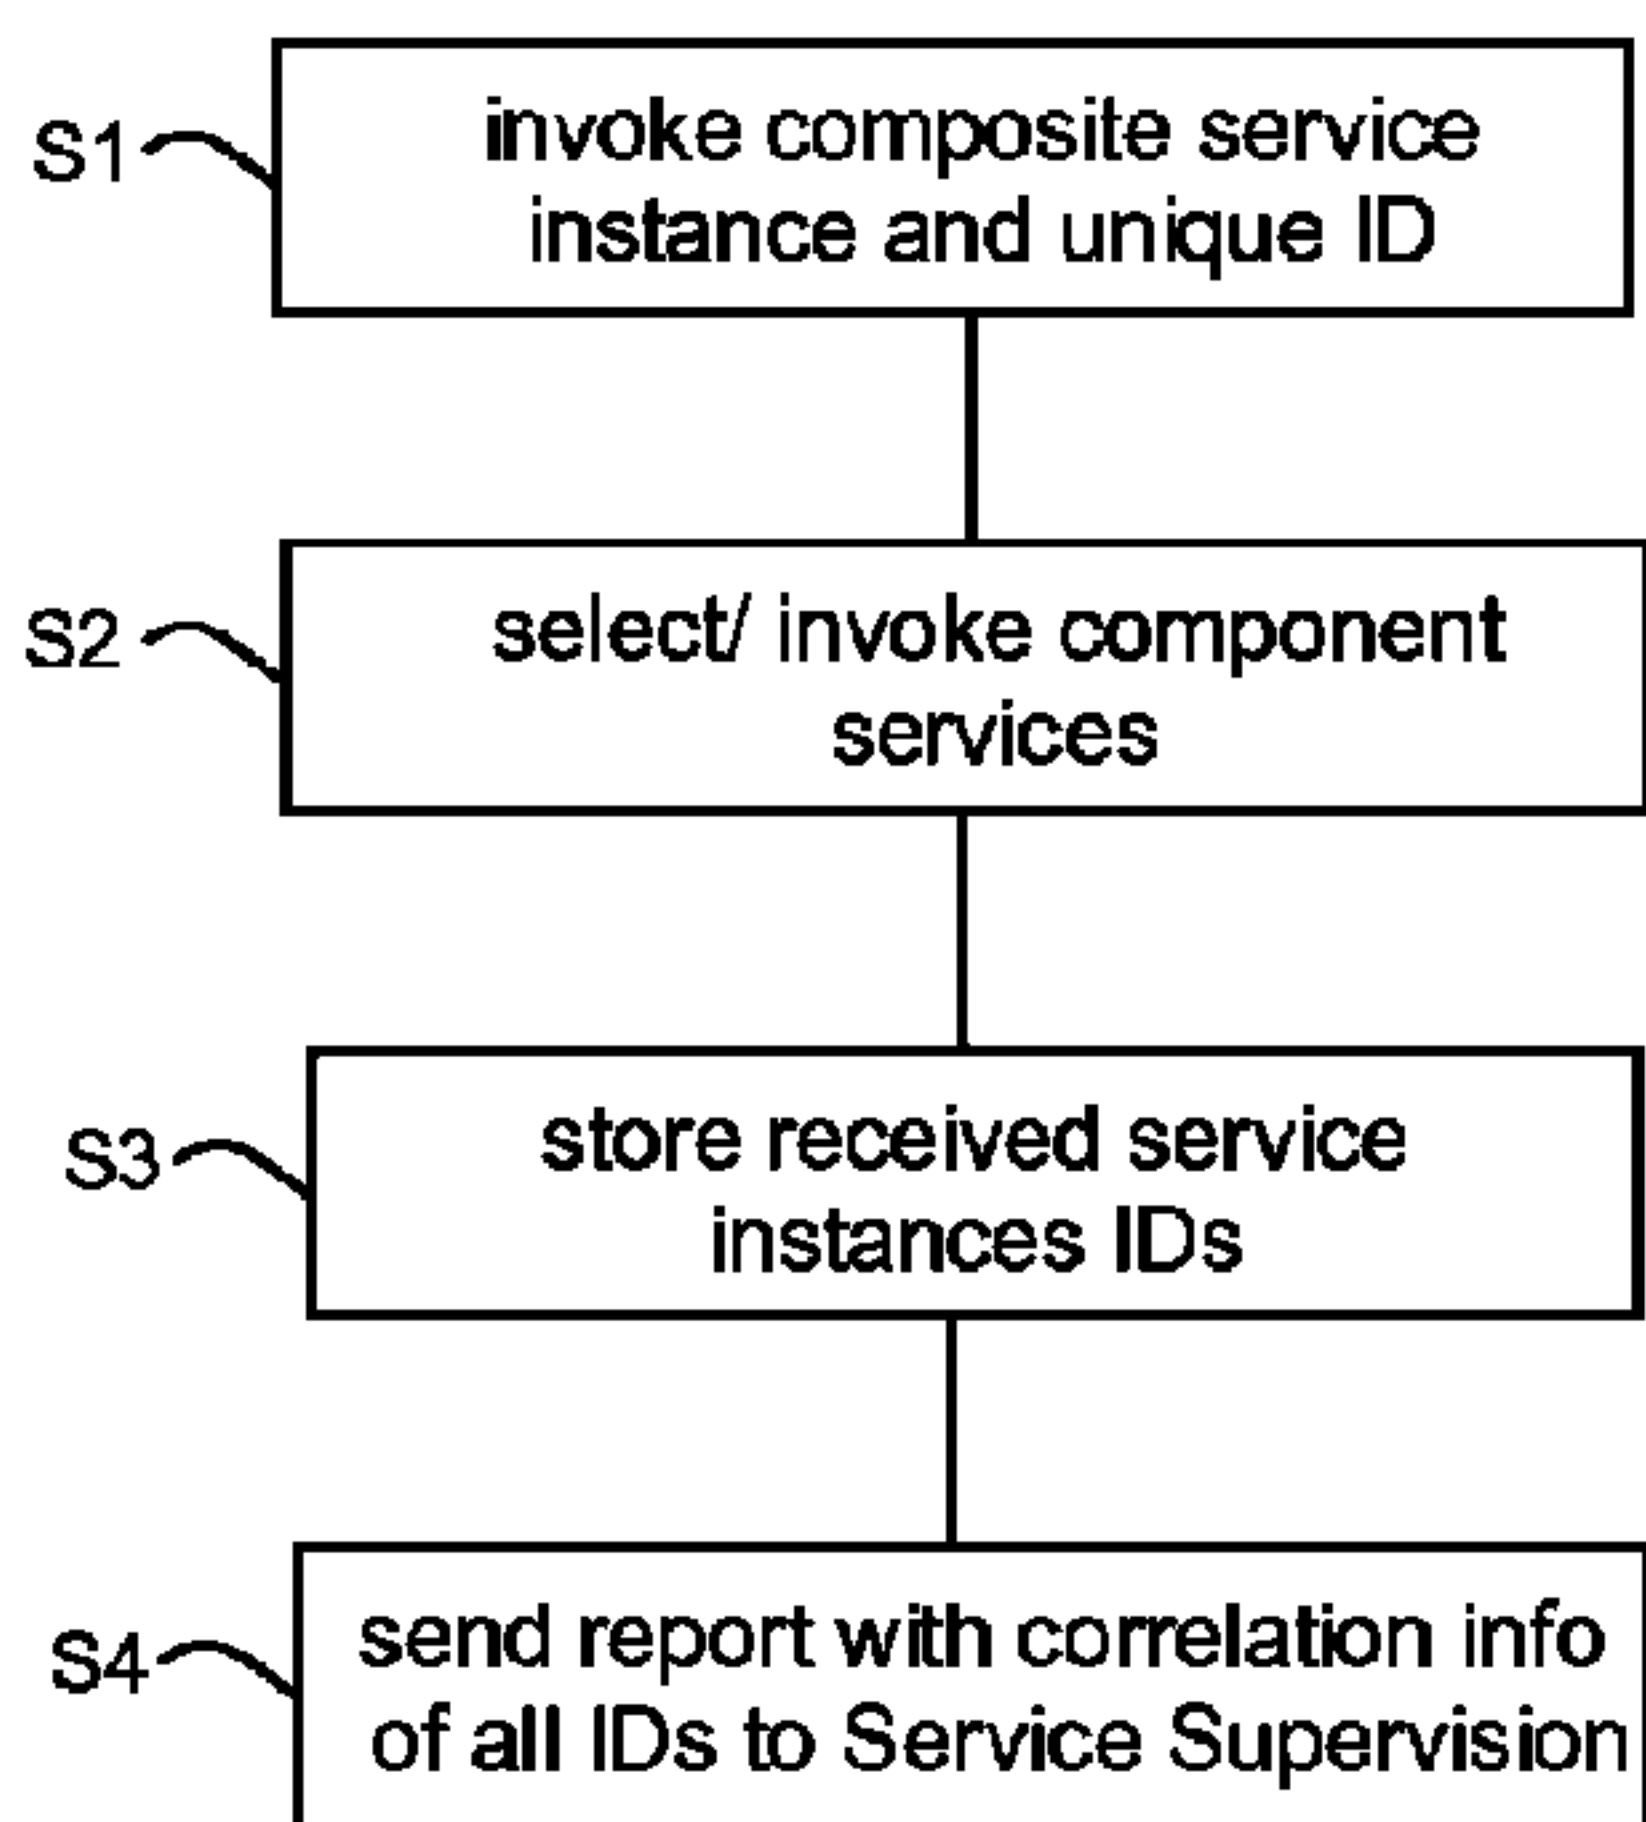 S1
invoke composite service
instance and unique ID
S2
select/ invoke component
services
S3
store received service
instances IDs
S4
send report with correlation info
of all IDs to Service Supervision